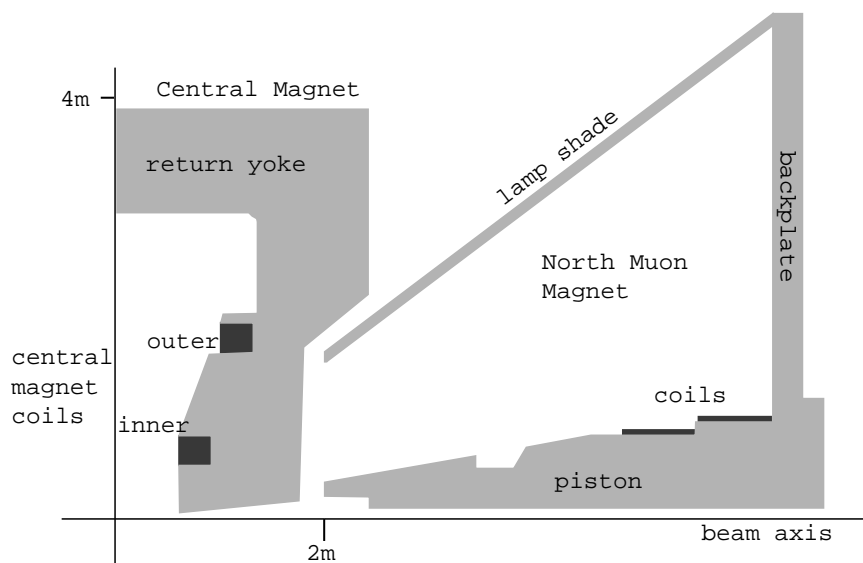 Central Magnet
4m
return yoke
lamp shade
backplate
North Muon
Magnet
outer
central
magnet
coils
inner
coils
piston
beam axis
2m